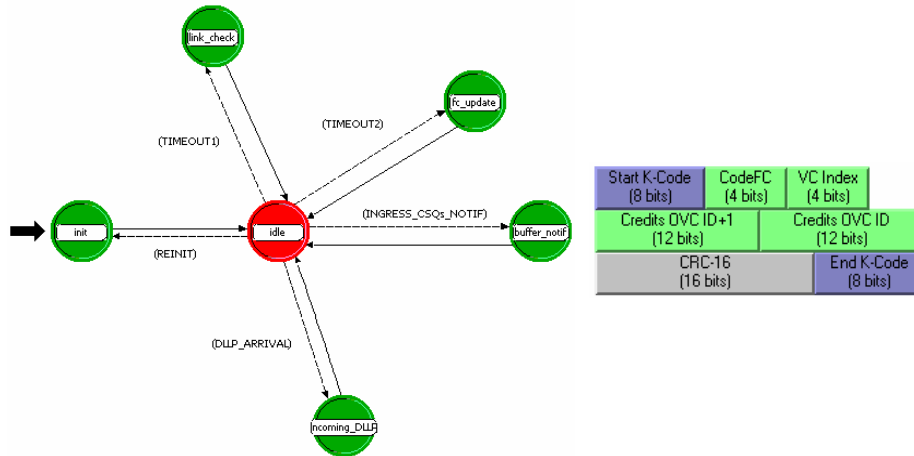 link_check
fc_update
(TIMEOUT1)
(TIMEOUT2)
(INGRESS_CSQs_NOTIF)
init
idle
buffer_notif
(REINIT)
(DLLP_ARRIVAL)
ncoming_DLLP
Start K-Code
(8 bits)
CodeFC
(4 bits)
VC Index
(4 bits)
Credits OVC ID+1
(12 bits)
Credits OVC ID
(12 bits)
CRC-16
(16 bits)
End K-Code
(8 bits)